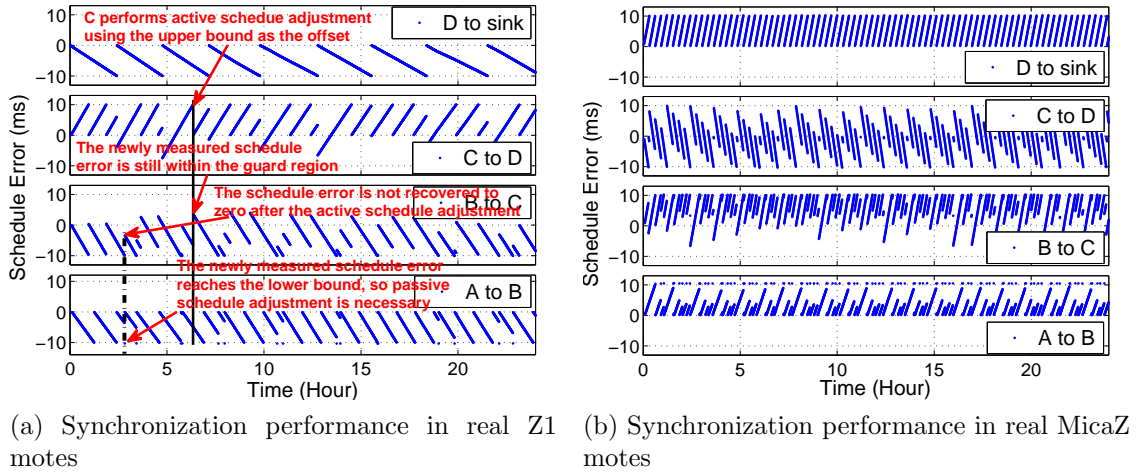 C performs active schedue adjustment
using the upper bound as the offset
D to sink
10
0
−10
10
0
−10
C to D
The newly measured schedule
error is still within the guard region
10
0
−10
B to C
The schedule error is not recovered to
zero after the active schedule adjustment
10
0
−10
A to B
The newly measured schedule error
reaches the lower bound, so passive
schedule adjustment is necessary
Schedule Error (ms)
0 5 10 15 20
Time (Hour)
(a) Synchronization performance in real Z1
motes
10
0
−10
D to sink
10
0
−10
C to D
10
0
−10
B to C
10
0
10
A to B
Schedule Error (ms)
0 5 10 15 20
Time (Hour)
(b) Synchronization performance in real MicaZ
motes